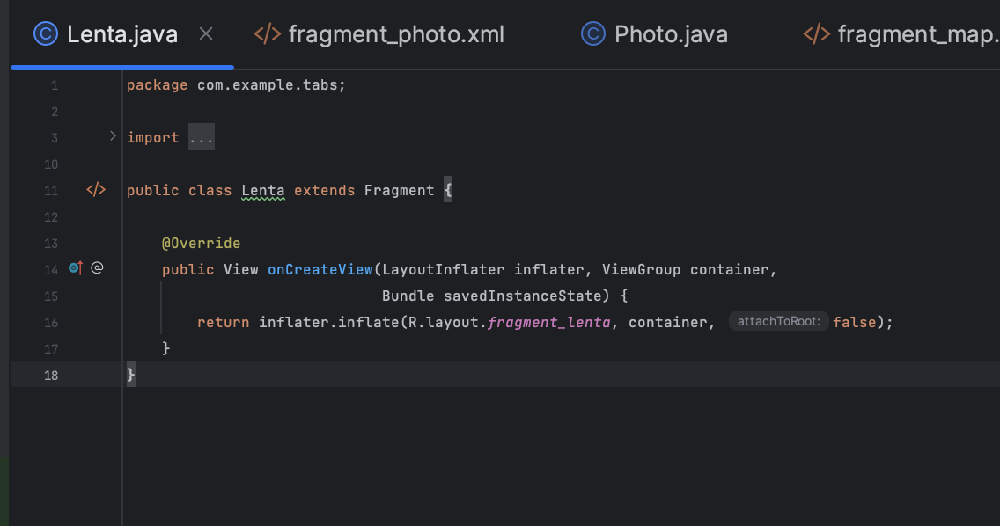 Lenta.java fragment_photo.xml Photo.java fragment_map.
1 package com.example.tabs;
2
3 import ...
10
11 public class Lenta extends Fragment {
12
13 @Override
14 public View onCreateView(LayoutInflater inflater, ViewGroup container,
15 Bundle savedInstanceState) {
16 return inflater.inflate(R.layout.fragment_lenta, container, attachToRoot: false);
17 }
18 }